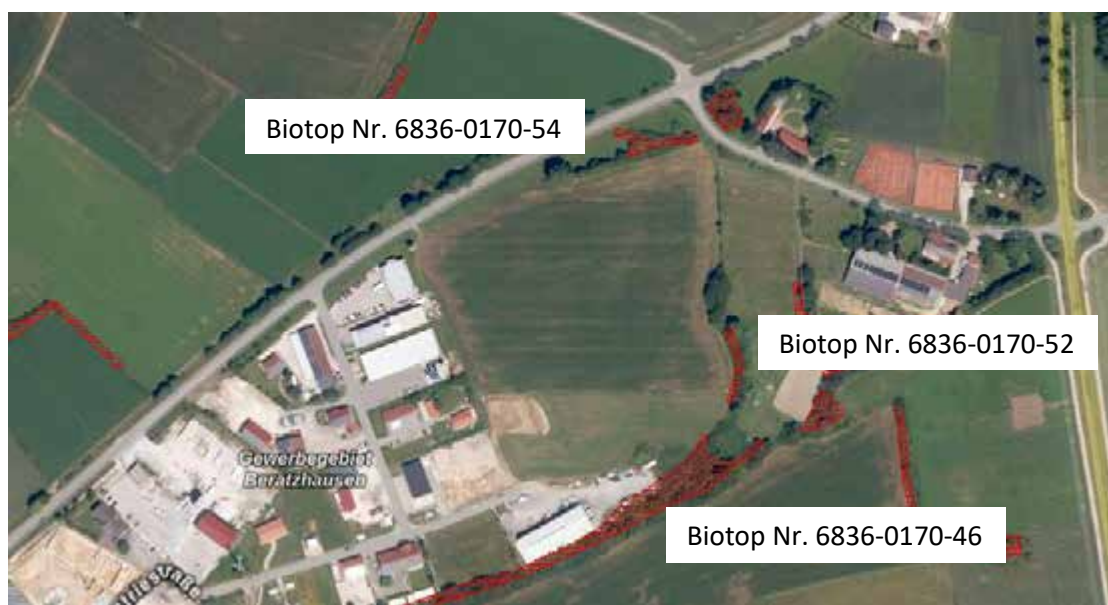 Biotop Nr. 6836-0170-54
Biotop Nr. 6836-0170-52
Gewerbegebiet
Beratzhausen
Biotop Nr. 6836-0170-46